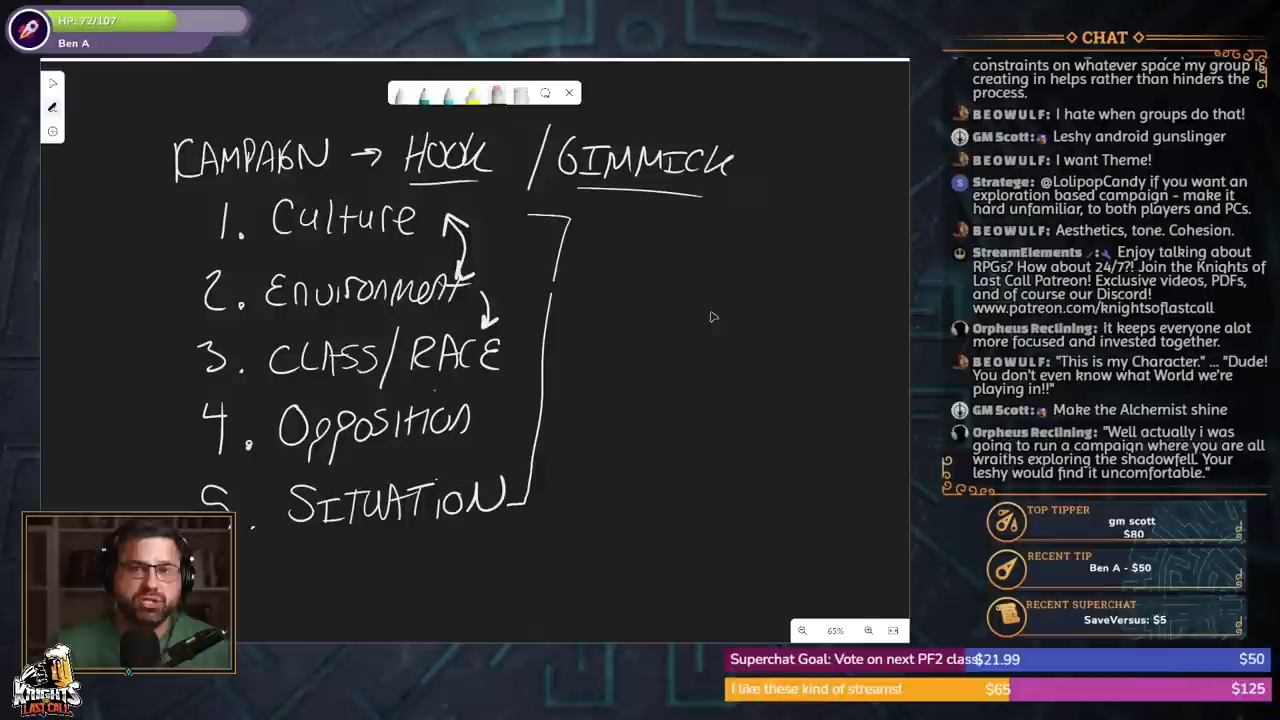 HP: 72/107
Ben A
KAMPAIGN → HOOK / GIMMICK
1. Culture
2. Environment
3. CLASS/RACE
4. Opposition
5. SITUATION
65%
KNIGHTS
OF
LAST CALL
CHAT
constraints on whatever space my group is
creating in helps rather than hinders the
process.
BEOWULF: I hate when groups do that!
GM Scott: Leshy android gunslinger
BEOWULF: I want Theme!
Stratege: @LolipopCandy if you want an
exploration based campaign - make it
hard unfamiliar, to both players and PCs.
BEOWULF: Aesthetics, tone. Cohesion.
StreamElements : Enjoy talking about
RPGs? How about 24/7?! Join the Knights of
Last Call Patreon! Exclusive videos, PDFs,
and of course our Discord!
www.patreon.com/knightsoflastcall
Orpheus Reclining: It keeps everyone alot
more focused and invested together.
BEOWULF: "This is my Character." ... "Dude!
You don't even know what World we're
playing in!!"
GM Scott: Make the Alchemist shine
Orpheus Reclining: "Well actually i was
going to run a campaign where you are all
wraiths exploring the shadowfell. Your
leshy would find it uncomfortable."
TOP TIPPER
gm scott
$80
RECENT TIP
Ben A - $50
RECENT SUPERCHAT
SaveVersus: $5
Superchat Goal: Vote on next PF2 class $21.99 $50
I like these kind of streams! $65 $125